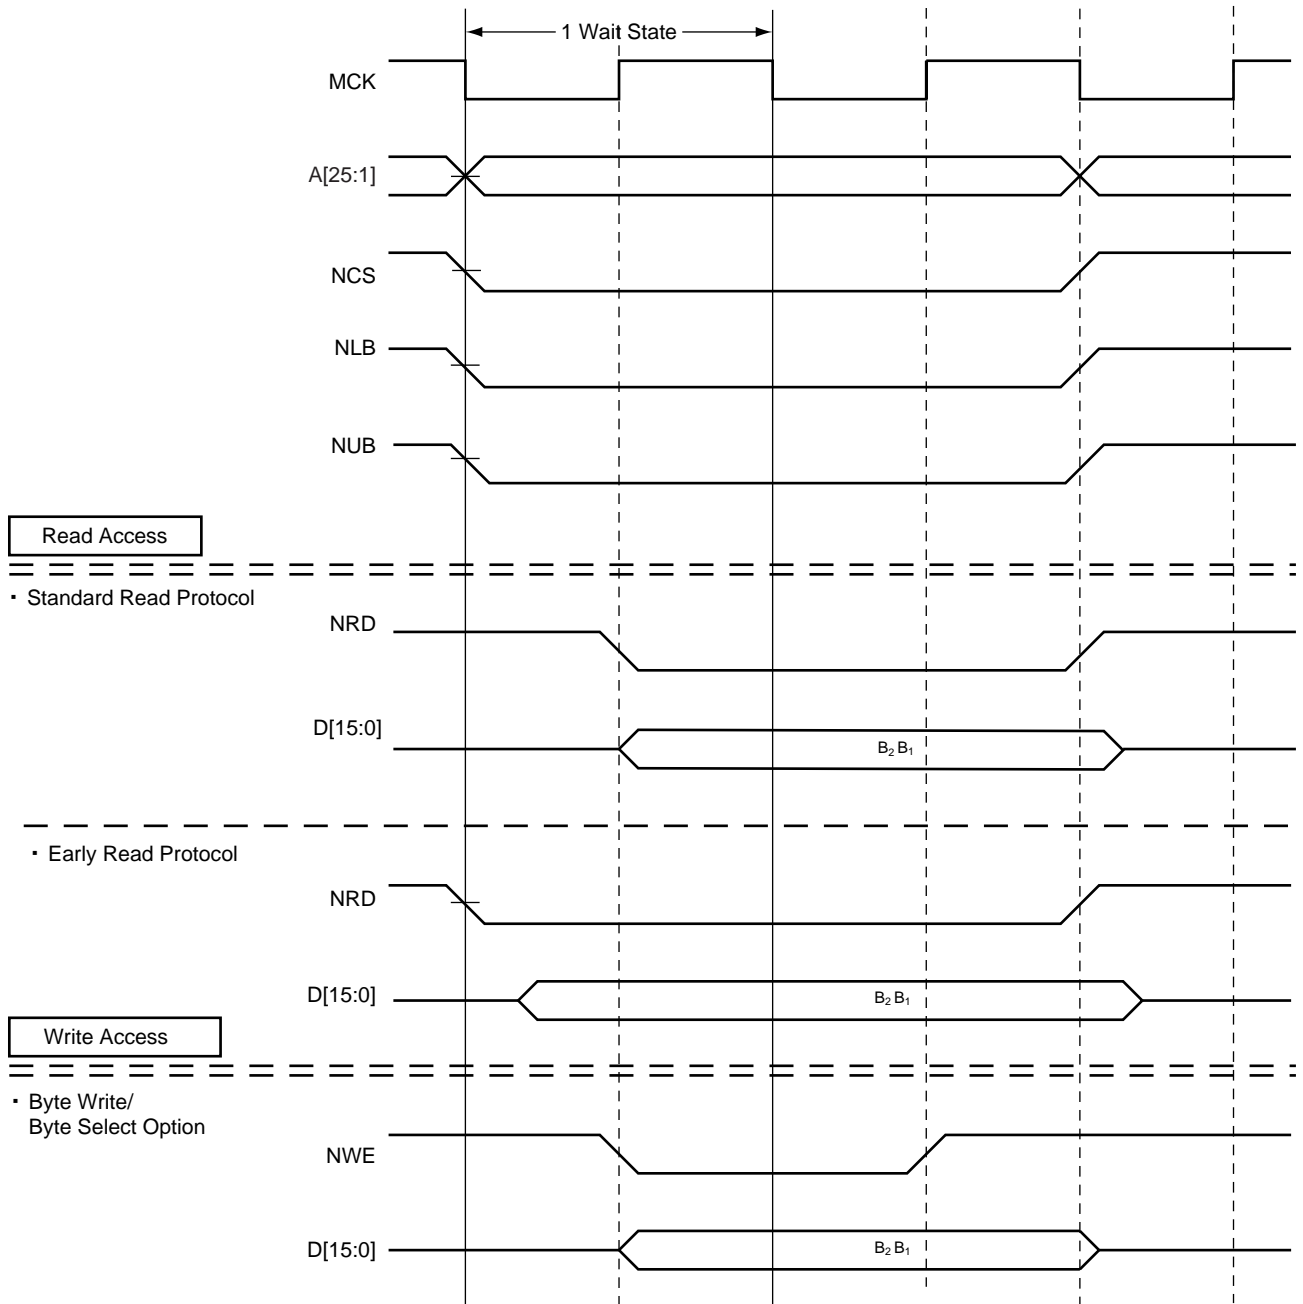 1 Wait State
MCK
A[25:1]
NCS
NLB
NUB
Read Access
· Standard Read Protocol
NRD
D[15:0]
B₂ B₁
· Early Read Protocol
NRD
D[15:0]
B₂ B₁
Write Access
· Byte Write/
Byte Select Option
NWE
D[15:0]
B₂ B₁